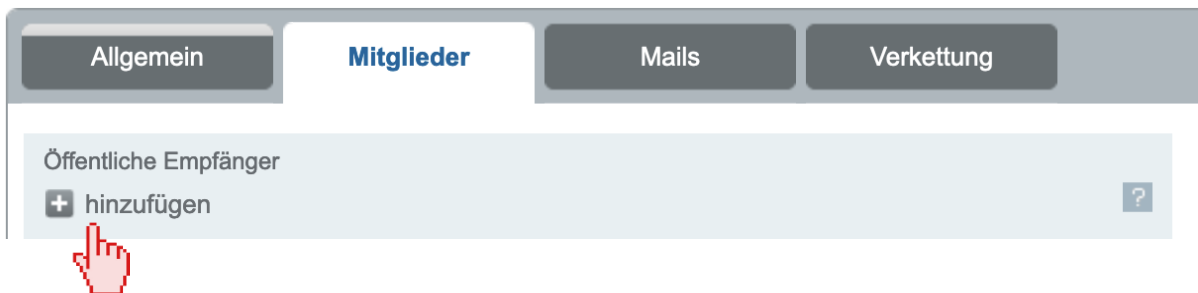 Allgemein Mitglieder Mails Verkettung
Öffentliche Empfänger
hinzufügen
?